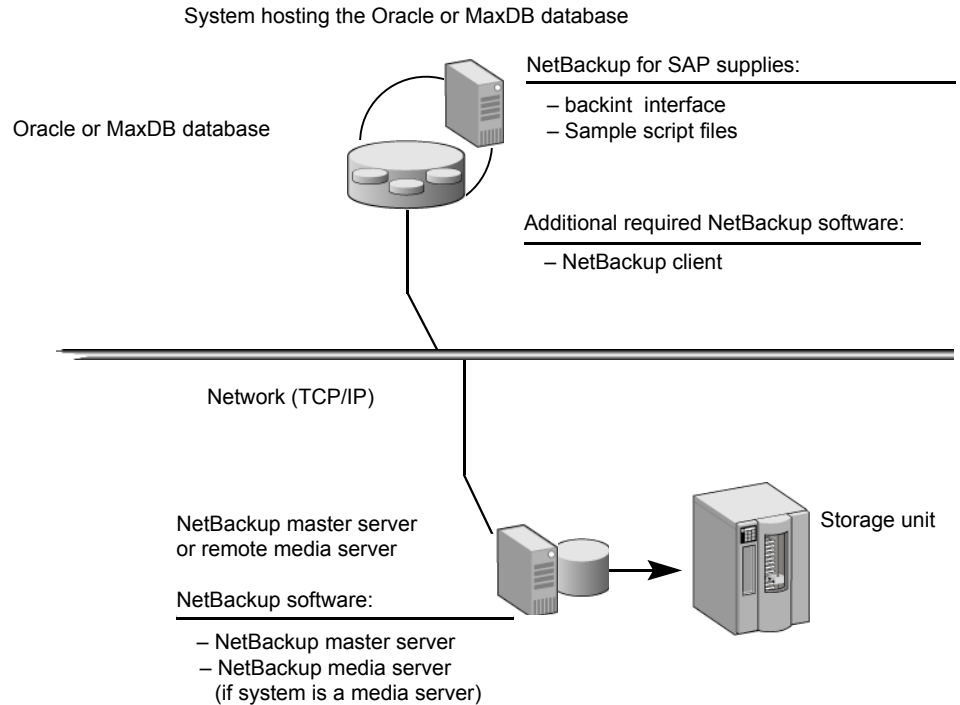 System hosting the Oracle or MaxDB database
NetBackup for SAP supplies:
– backint interface
– Sample script files
Oracle or MaxDB database
Additional required NetBackup software:
– NetBackup client
Network (TCP/IP)
NetBackup master server
or remote media server
Storage unit
NetBackup software:
– NetBackup master server
– NetBackup media server
(if system is a media server)